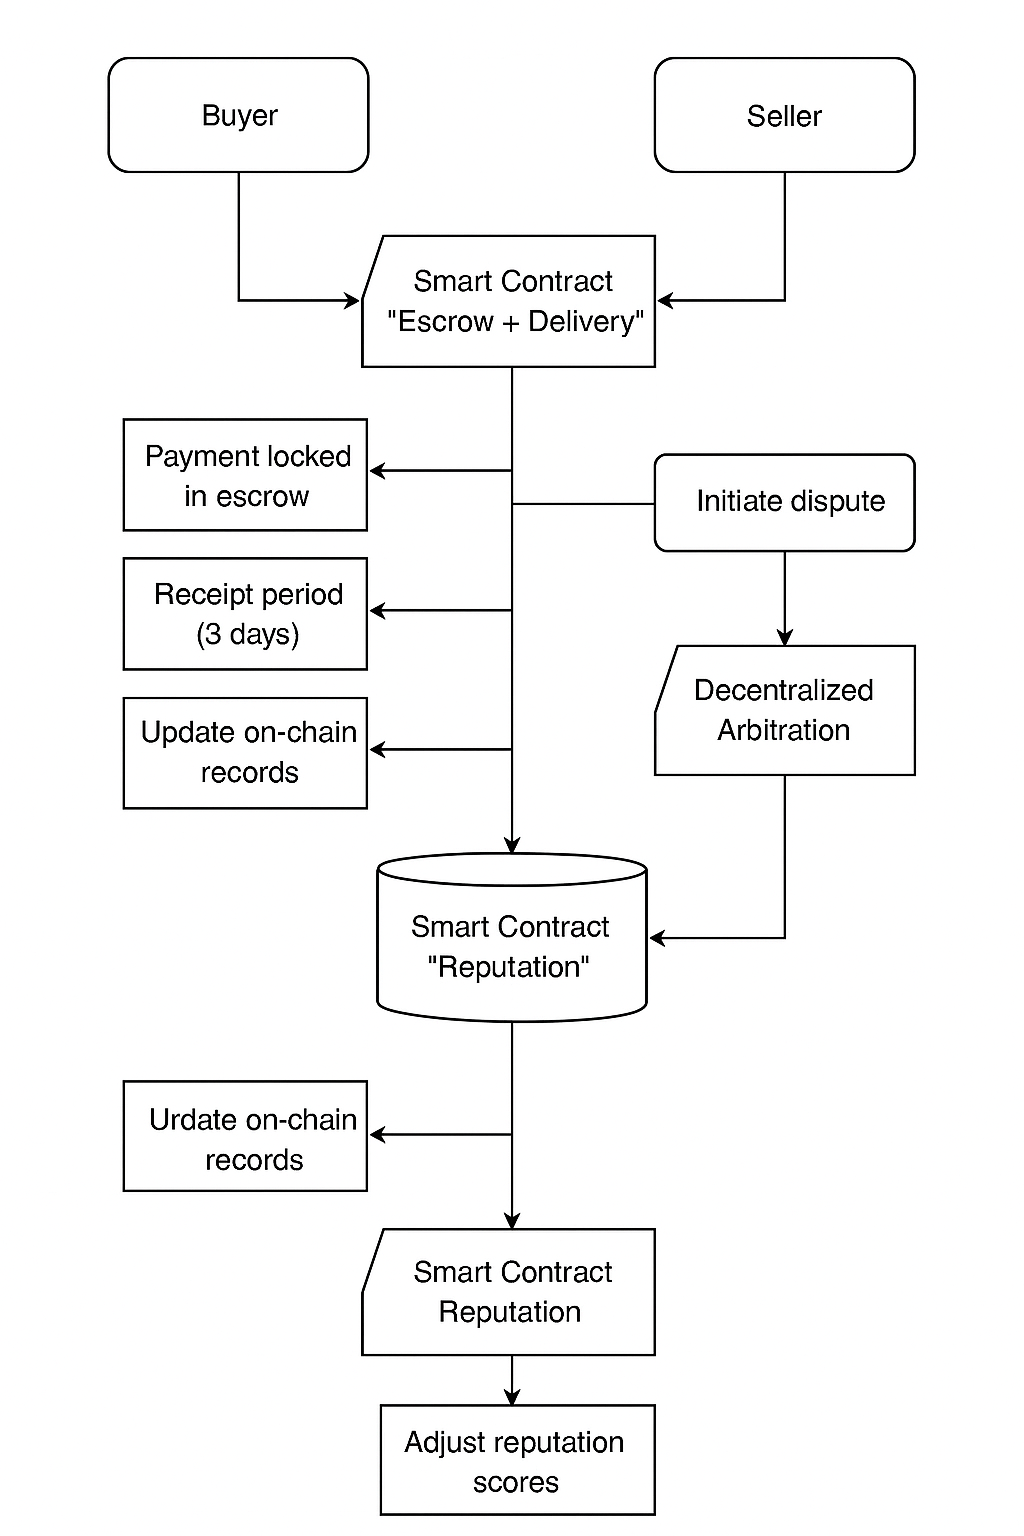 Buyer
Seller
Smart Contract
"Escrow + Delivery"
Payment locked
in escrow
Initiate dispute
Receipt period
(3 days)
Decentralized
Arbitration
Update on-chain
records
Smart Contract
"Reputation"
Urdate on-chain
records
Smart Contract
Reputation
Adjust reputation
scores